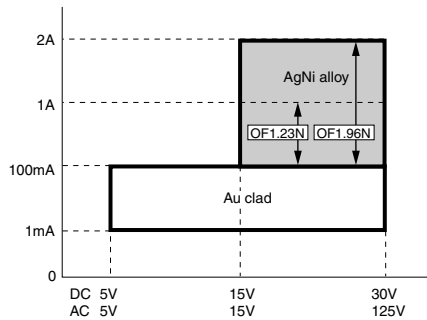 2A
AgNi alloy
1A
OF1.23N OF1.96N
100mA
Au clad
1mA
0
DC 5V 15V 30V
AC 5V 15V 125V